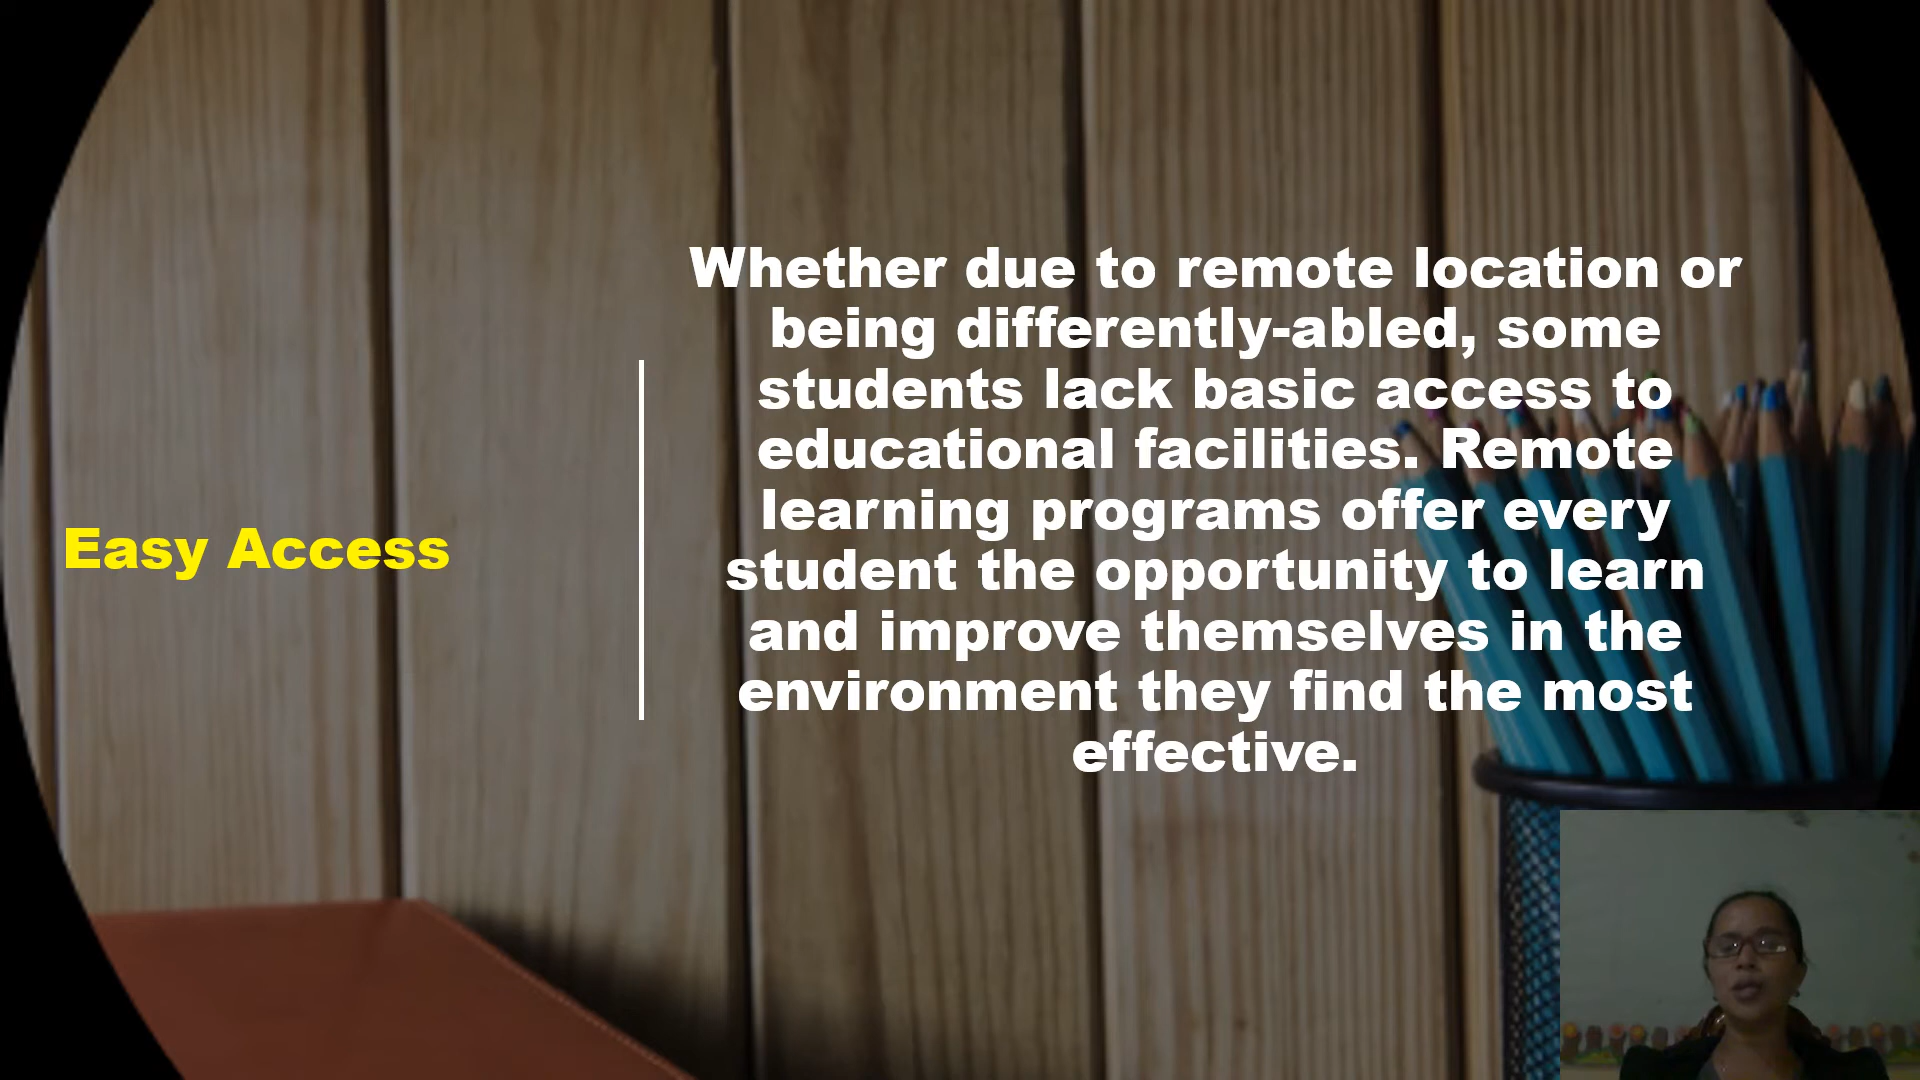 Easy Access
Whether due to remote location or
being differently-abled, some
students lack basic access to
educational facilities. Remote
learning programs offer every
student the opportunity to learn
and improve themselves in the
environment they find the most
effective.